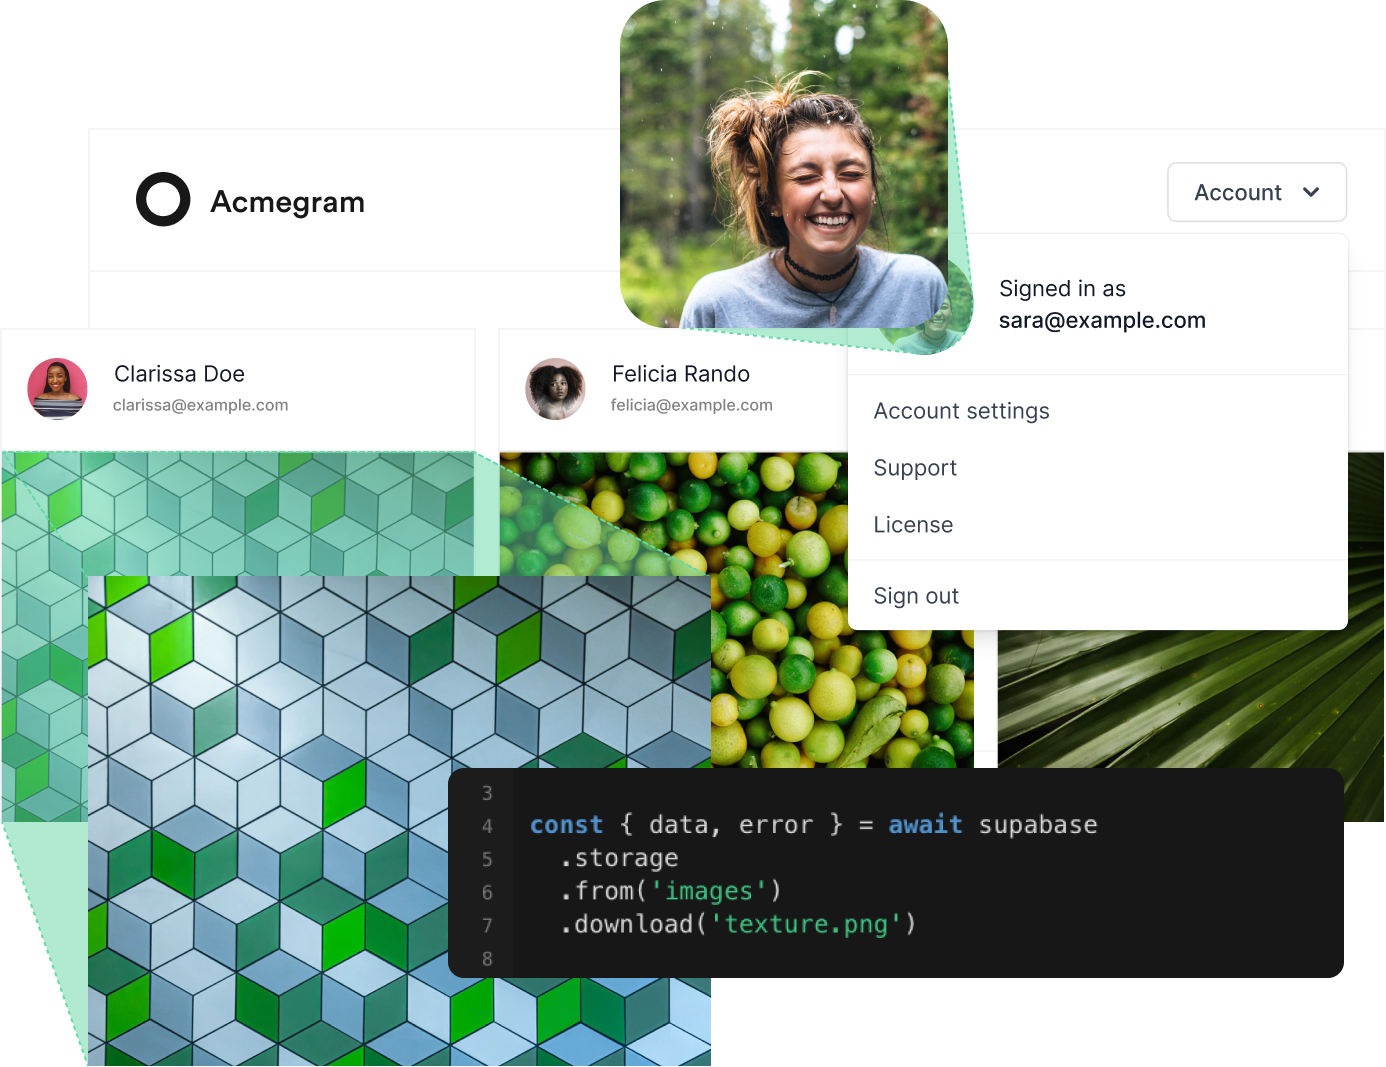 Acmegram
Account
Signed in as
sara@example.com
Clarissa Doe
clarissa@example.com
Felicia Rando
felicia@example.com
Account settings
Support
License
Sign out
3
4 const { data, error } = await supabase
5 .storage
6 .from('images')
7 .download('texture.png')
8